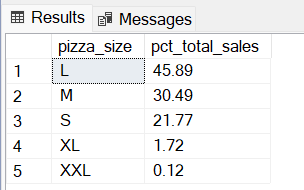 Results Messages
pizza_size pct_total_sales
1 L 45.89
2 M 30.49
3 S 21.77
4 XL 1.72
5 XXL 0.12